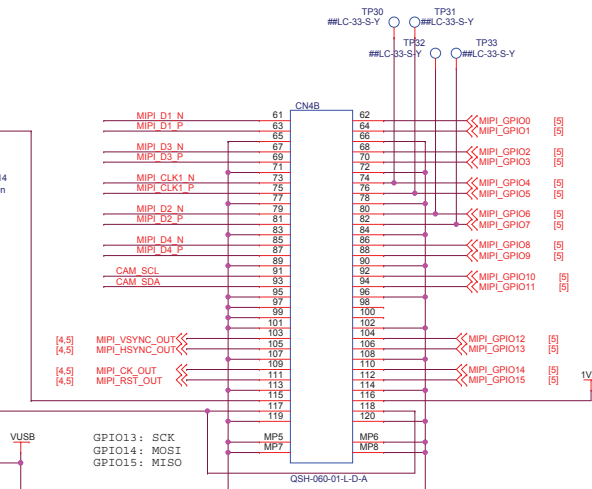 TP30 TP31
##LC-33-S-Y ##LC-33-S-Y
TP32 TP33
##LC-33-S-Y ##LC-33-S-Y
CN4B
MIPI_D1_N 61 62 MIPI_GPIO0 [5]
MIPI_D1_P 63 64 MIPI_GPIO1 [5]
65 66
MIPI_D3_N 67 68 MIPI_GPIO2 [5]
MIPI_D3_P 69 70 MIPI_GPIO3 [5]
71 72
14 MIPI_CLK1_N 73 74 MIPI_GPIO4 [5]
n MIPI_CLK1_P 75 76 MIPI_GPIO5 [5]
77 78
MIPI_D2_N 79 80 MIPI_GPIO6 [5]
MIPI_D2_P 81 82 MIPI_GPIO7 [5]
83 84
MIPI_D4_N 85 86 MIPI_GPIO8 [5]
MIPI_D4_P 87 88 MIPI_GPIO9 [5]
89 90
CAM_SCL 91 92 MIPI_GPIO10 [5]
CAM_SDA 93 94 MIPI_GPIO11 [5]
95 96
97 98
99 100
101 102
[4,5] MIPI_VSYNC_OUT 103 104 MIPI_GPIO12 [5]
[4,5] MIPI_HSYNC_OUT 105 106 MIPI_GPIO13 [5]
107 108
[4,5] MIPI_CK_OUT 109 110 MIPI_GPIO14 [5]
[4,5] MIPI_RST_OUT 111 112 MIPI_GPIO15 [5]
113 114 1V
115 116
117 118
119 120
VUSB GPIO13: SCK MP5 MP6
GPIO14: MOSI MP7 MP8
GPIO15: MISO
QSH-060-01-L-D-A